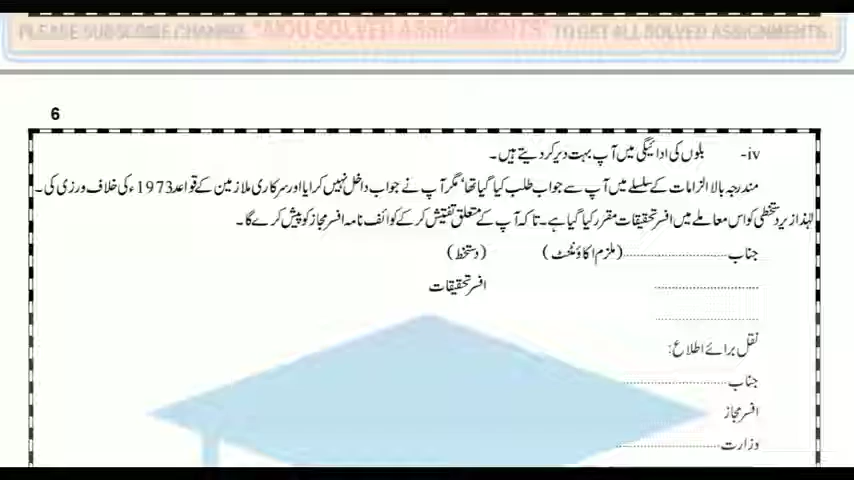 PLEASE SUBSCRIBE CHANNEL "AIOU SOLVED ASSIGNMENTS" TO GET ALL SOLVED ASSIGNMENTS
6
iv- بلوں کی ادائیگی میں آپ بہت دیر کر دیتے ہیں۔
مندرجہ بالا الزامات کے سلسلے میں آپ سے جواب طلب کیا گیا تھا‘ مگر آپ نے جواب داخل نہیں کرایا اور سرکاری ملازمین کے قواعد 1973ء کی خلاف ورزی کی۔
لہٰذا زیر دستخطی کو اس معاملے میں افسر تحقیقات مقرر کیا گیا ہے۔ تاکہ آپ کے متعلق تفتیش کر کے کوائف نامہ افسر مجاز کو پیش کرے گا۔
جناب......................(ملزم اکاؤنٹنٹ) (دستخط)
...................... افسر تحقیقات
......................
نقل برائے اطلاع:
جناب......................
افسر مجاز
وزارت......................